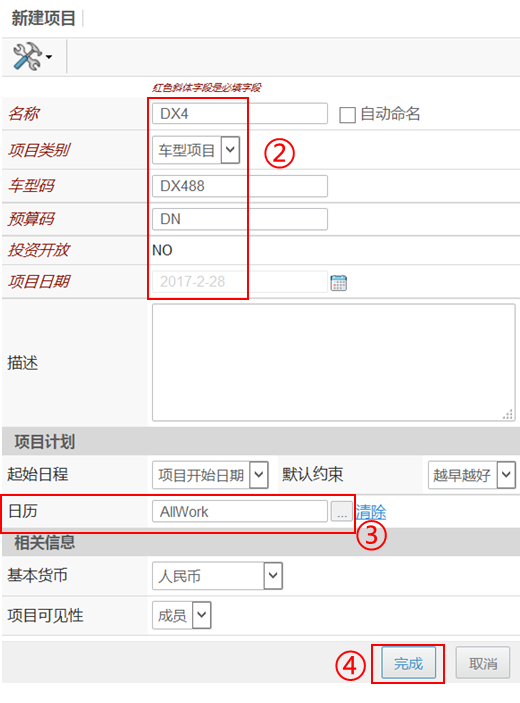 新建项目
红色斜体字段是必填字段
名称 DX4 自动命名
项目类别 车型项目 ②
车型码 DX488
预算码 DN
投资开放 NO
项目日期 2017-2-28
描述
项目计划
起始日程 项目开始日期 默认约束 越早越好
日历 AllWork ... 清除
③
相关信息
基本货币 人民币
项目可见性 成员
④ 完成 取消